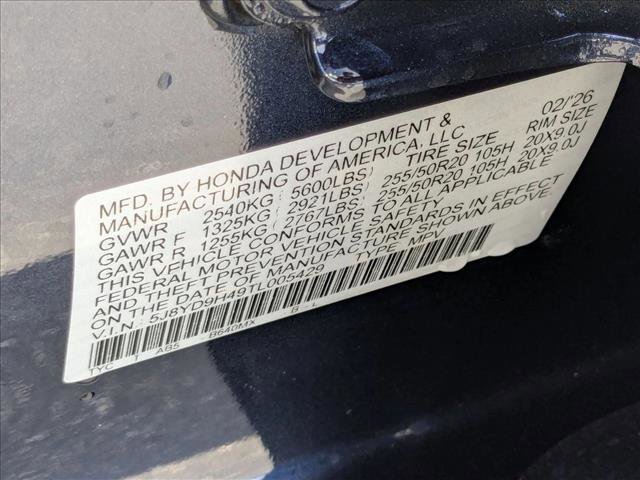 MFD. BY HONDA DEVELOPMENT & 02/'26
MANUFACTURING OF AMERICA, LLC TIRE SIZE RIM SIZE
GVWR 2540KG( 5600LBS)
GAWR F 1325KG( 2921LBS) 255/50R20 105H 20X9.0J
GAWR R 1255KG( 2767LBS) 255/50R20 105H 20X9.0J
THIS VEHICLE CONFORMS TO ALL APPLICABLE
FEDERAL MOTOR VEHICLE SAFETY
AND THEFT PREVENTION STANDARDS IN EFFECT
ON THE DATE OF MANUFACTURE SHOWN ABOVE.
V.I.N: 5J8YD9H49TL005429 TYPE: MPV
TYC T AB5 - B640MX - B - L